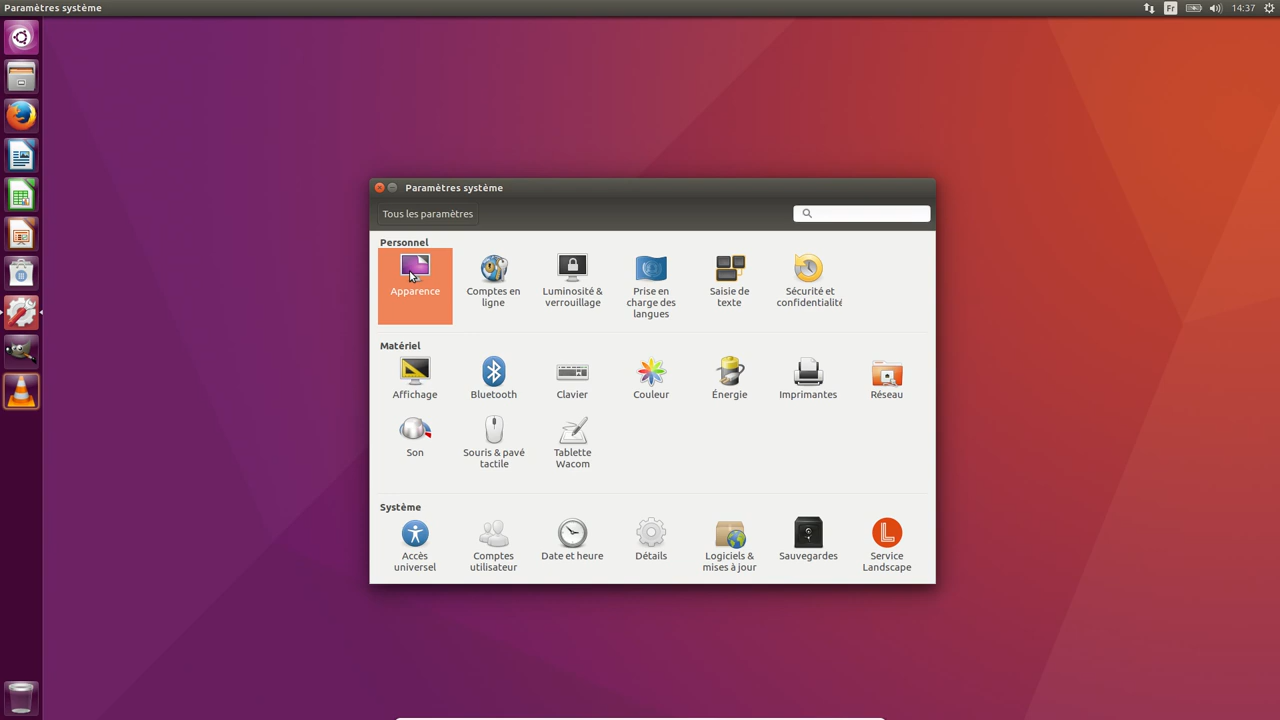 Paramètres système
Fr
14:37
Paramètres système
Tous les paramètres
Personnel
Apparence
Comptes en
ligne
Luminosité &
verrouillage
Prise en
charge des
langues
Saisie de
texte
Sécurité et
confidentialité
Matériel
Affichage
Bluetooth
Clavier
Couleur
Énergie
Imprimantes
Réseau
Son
Souris & pavé
tactile
Tablette
Wacom
Système
Accès
universel
Comptes
utilisateur
Date et heure
Détails
Logiciels &
mises à jour
Sauvegardes
Service
Landscape